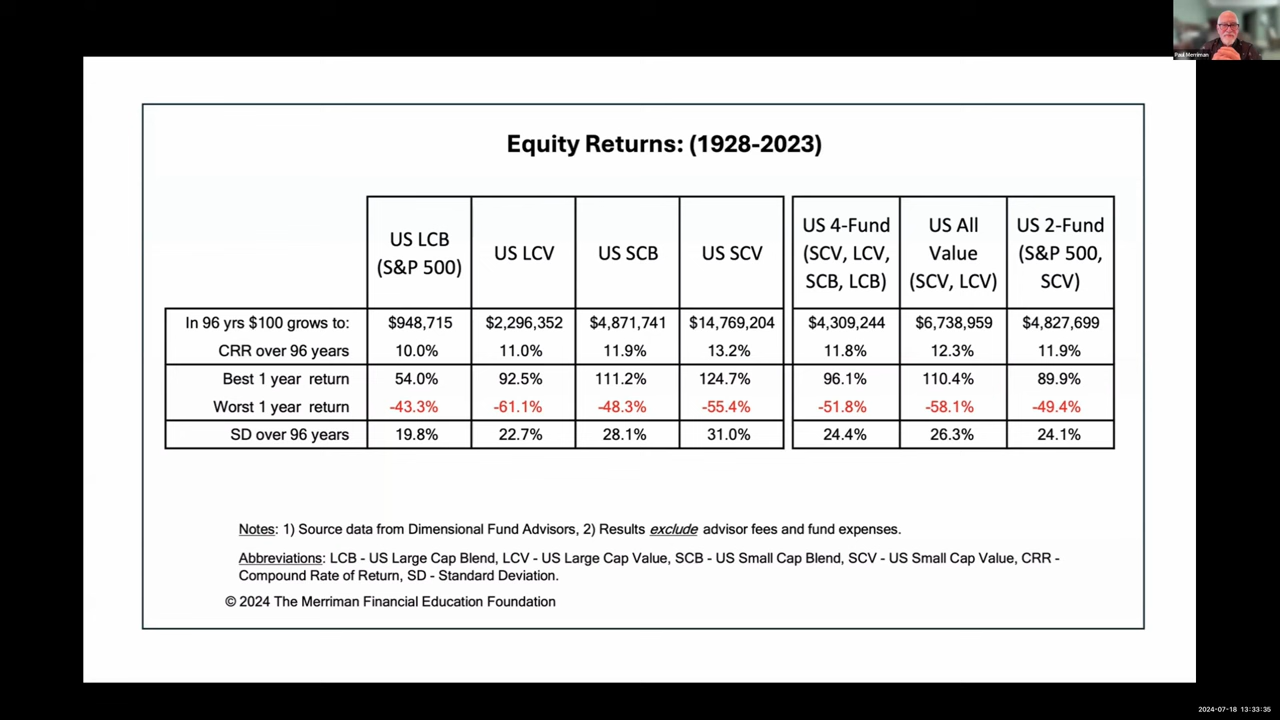 Paul Merriman
Equity Returns: (1928-2023)
US LCB
(S&P 500)
US LCV
US SCB
US SCV
US 4-Fund
(SCV, LCV,
SCB, LCB)
US All
Value
(SCV, LCV)
US 2-Fund
(S&P 500,
SCV)
In 96 yrs $100 grows to: $948,715 $2,296,352 $4,871,741 $14,769,204 $4,309,244 $6,738,959 $4,827,699
CRR over 96 years 10.0% 11.0% 11.9% 13.2% 11.8% 12.3% 11.9%
Best 1 year return 54.0% 92.5% 111.2% 124.7% 96.1% 110.4% 89.9%
Worst 1 year return -43.3% -61.1% -48.3% -55.4% -51.8% -58.1% -49.4%
SD over 96 years 19.8% 22.7% 28.1% 31.0% 24.4% 26.3% 24.1%
Notes: 1) Source data from Dimensional Fund Advisors, 2) Results exclude advisor fees and fund expenses.
Abbreviations: LCB - US Large Cap Blend, LCV - US Large Cap Value, SCB - US Small Cap Blend, SCV - US Small Cap Value, CRR -
Compound Rate of Return, SD - Standard Deviation.
© 2024 The Merriman Financial Education Foundation
2024-07-18 13:33:35